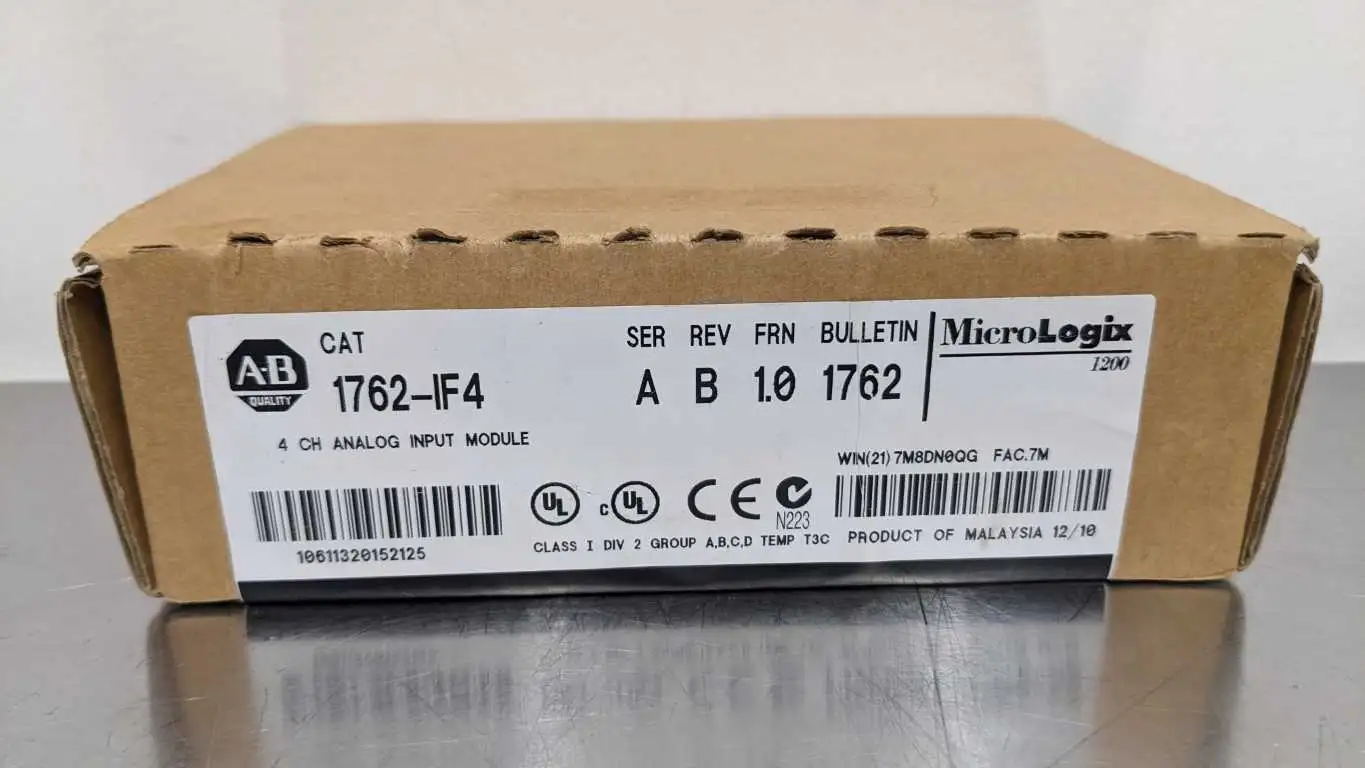 A-B
QUALITY
CAT
1762-IF4
4 CH ANALOG INPUT MODULE
10611320152125
SER REV FRN BULLETIN
A B 1.0 1762
MicroLogix
1200
WIN(21) 7M8DN0QG FAC.7M
UL
c UL
CE
N223
CLASS I DIV 2 GROUP A,B,C,D TEMP T3C
PRODUCT OF MALAYSIA 12/10